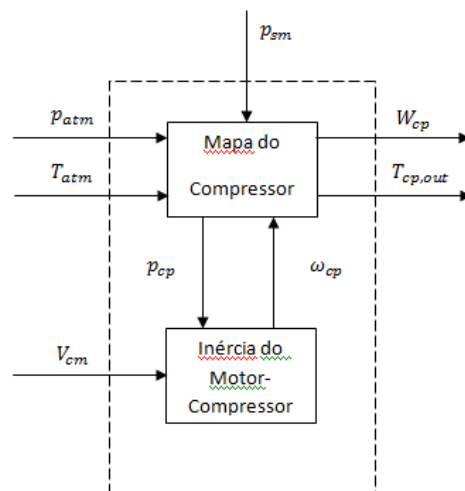 p_sm
p_atm
W_cp
Mapa do
T_atm
T_cp,out
Compressor
p_cp
ω_cp
Inércia do
V_cm
Motor-
Compressor